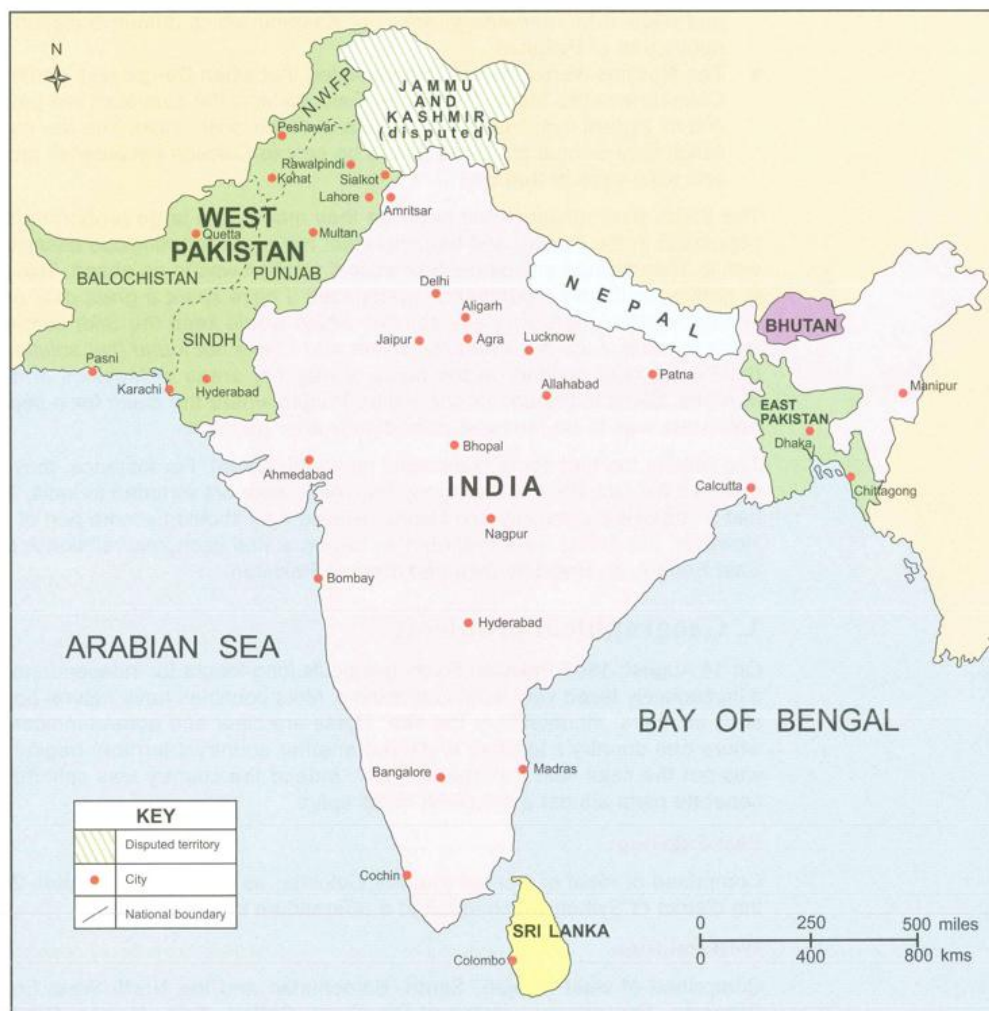 N
N.W.F.P
JAMMU
AND
KASHMIR
(disputed)
Peshawar
Rawalpindi
Kohat
Sialkot
Lahore
Amritsar
WEST
PAKISTAN
Quetta
Multan
BALOCHISTAN
PUNJAB
Delhi
NEPAL
Aligarh
BHUTAN
SINDH
Jaipur
Agra
Lucknow
Pasni
Karachi
Hyderabad
Allahabad
Patna
Manipur
EAST
PAKISTAN
Dhaka
Bhopal
Ahmedabad
INDIA
Calcutta
Chittagong
Nagpur
Bombay
Hyderabad
ARABIAN SEA
BAY OF BENGAL
Bangalore
Madras
KEY
Disputed territory
City
National boundary
Cochin
SRI LANKA
Colombo
0 250 500 miles
0 400 800 kms